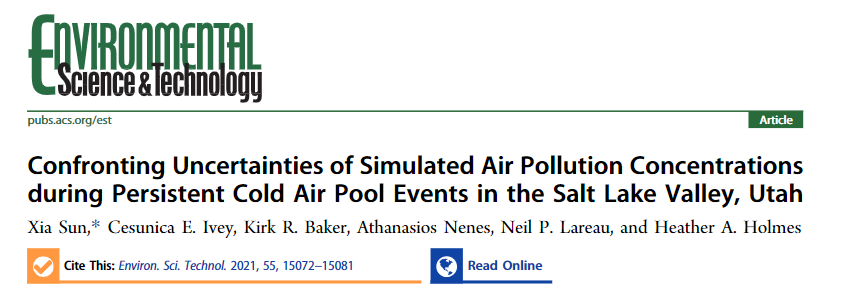 ENVIRONMENTAL
Science & Technology
pubs.acs.org/est
Article
Confronting Uncertainties of Simulated Air Pollution Concentrations
during Persistent Cold Air Pool Events in the Salt Lake Valley, Utah
Xia Sun,* Cesunica E. Ivey, Kirk R. Baker, Athanasios Nenes, Neil P. Lareau, and Heather A. Holmes
Cite This: Environ. Sci. Technol. 2021, 55, 15072–15081
Read Online